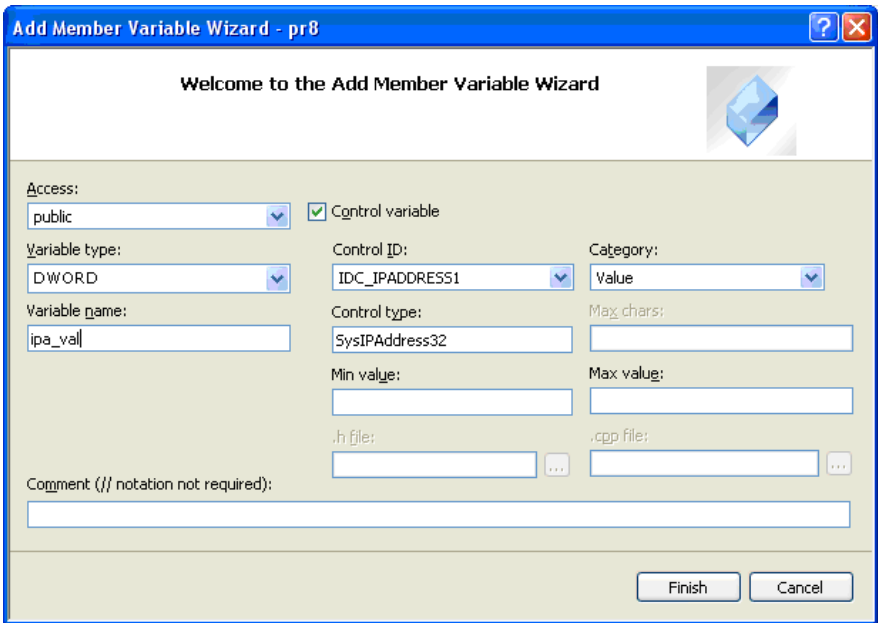 Add Member Variable Wizard - pr8
Welcome to the Add Member Variable Wizard
Access:
public
Control variable
Variable type:
Control ID:
Category:
DWORD
IDC_IPADDRESS1
Value
Variable name:
Control type:
Max chars:
ipa_val
SysIPAddress32
Min value:
Max value:
.h file:
.cpp file:
...
...
Comment (// notation not required):
Finish
Cancel